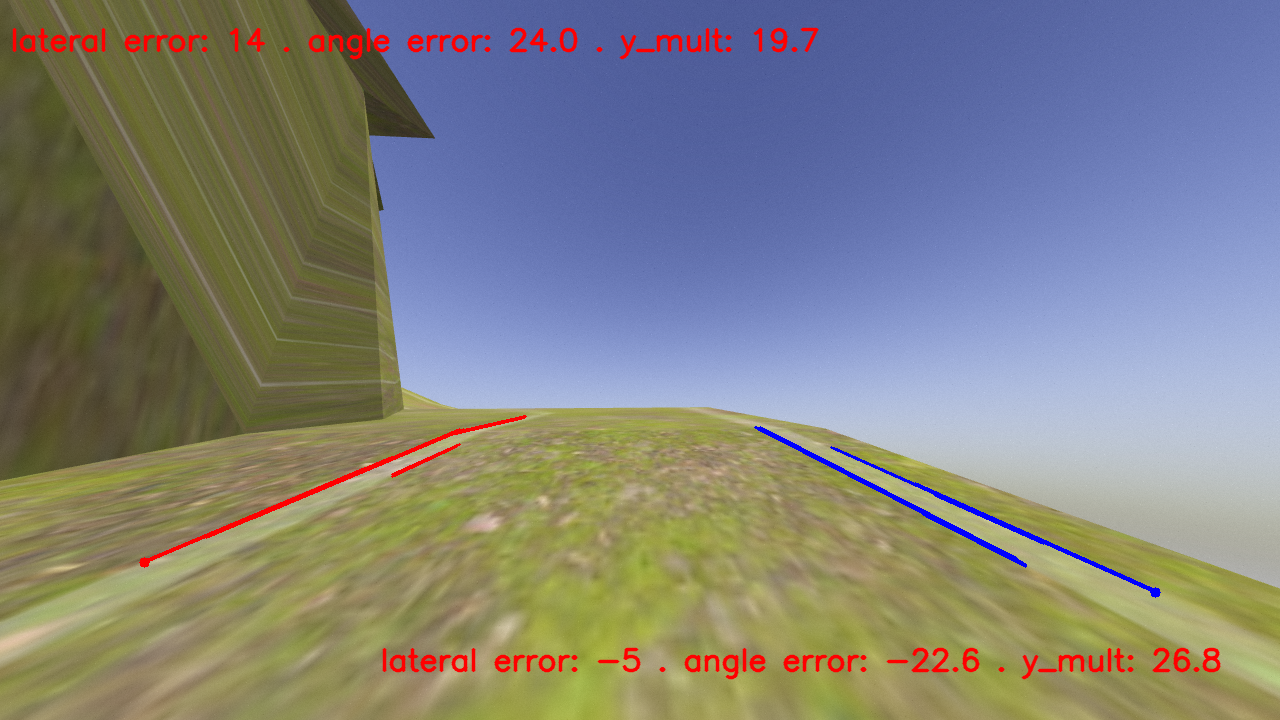 lateral error: 14 . angle error: 24.0 . y_mult: 19.7
lateral error: -5 . angle error: -22.6 . y_mult: 26.8